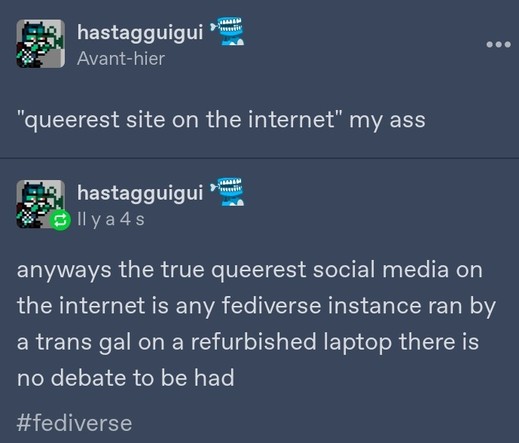 hastagguigui
Avant-hier
"queerest site on the internet" my ass
hastagguigui
Il y a 4 s
anyways the true queerest social media on
the internet is any fediverse instance ran by
a trans gal on a refurbished laptop there is
no debate to be had
#fediverse